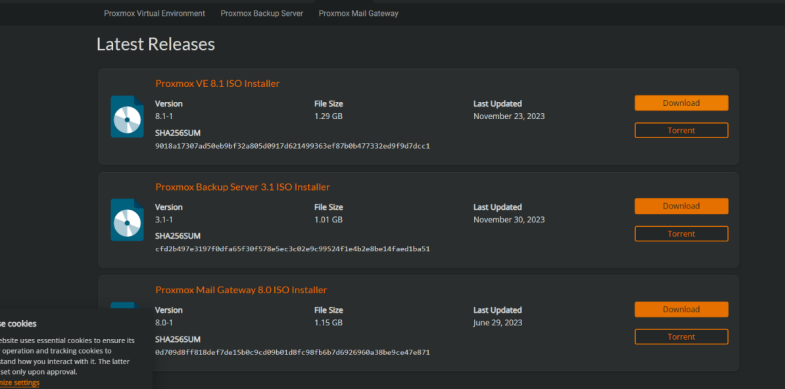 Proxmox Virtual Environment Proxmox Backup Server Proxmox Mail Gateway
Latest Releases
Proxmox VE 8.1 ISO Installer
Version File Size Last Updated
8.1-1 1.29 GB November 23, 2023
Download
Torrent
SHA256SUM
9018a17307ad50eb9bf32a805d0917d621499363ef87b0b477332ed9f9d7dcc1
Proxmox Backup Server 3.1 ISO Installer
Version File Size Last Updated
3.1-1 1.01 GB November 30, 2023
Download
Torrent
SHA256SUM
cfd2b497e3197f0dfa65f30f578e5ec3c02e9c99524f1e4b2e8be14faed1ba51
Proxmox Mail Gateway 8.0 ISO Installer
Version File Size Last Updated
8.0-1 1.15 GB June 29, 2023
Download
Torrent
SHA256SUM
0d709d8ff818def7de15b0c9cd09b01d8fc98fb6b7d6926960a38be9ce47e871
se cookies
ebsite uses essential cookies to ensure its
operation and tracking cookies to
stand how you interact with it. The latter
set only upon approval.
mize settings